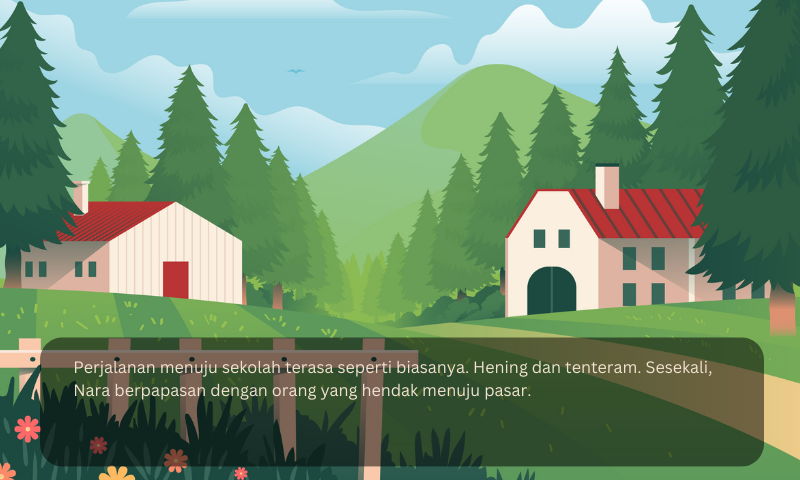 Perjalanan menuju sekolah terasa seperti biasanya. Hening dan tenteram. Sesekali,
Nara berpapasan dengan orang yang hendak menuju pasar.